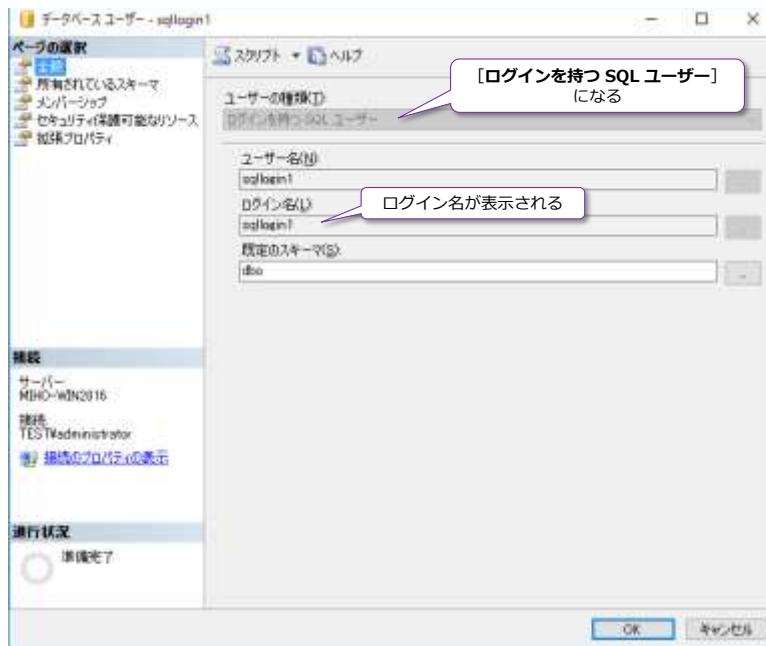 データベース ユーザー - sqllogin1
ページの選択
全般
所有されているスキーマ
メンバーシップ
セキュリティ保護可能なリソース
拡張プロパティ
スクリプト
ヘルプ
[ログインを持つ SQL ユーザー]
になる
ユーザーの種類(T):
ログインを持つ SQL ユーザー
ユーザー名(N):
sqllogin1
ログイン名が表示される
ログイン名(L):
sqllogin1
既定のスキーマ(S):
dbo
...
接続
サーバー
MIHO-WIN2016
接続
TEST¥administrator
接続のプロパティの表示
進行状況
準備完了
OK
キャンセル